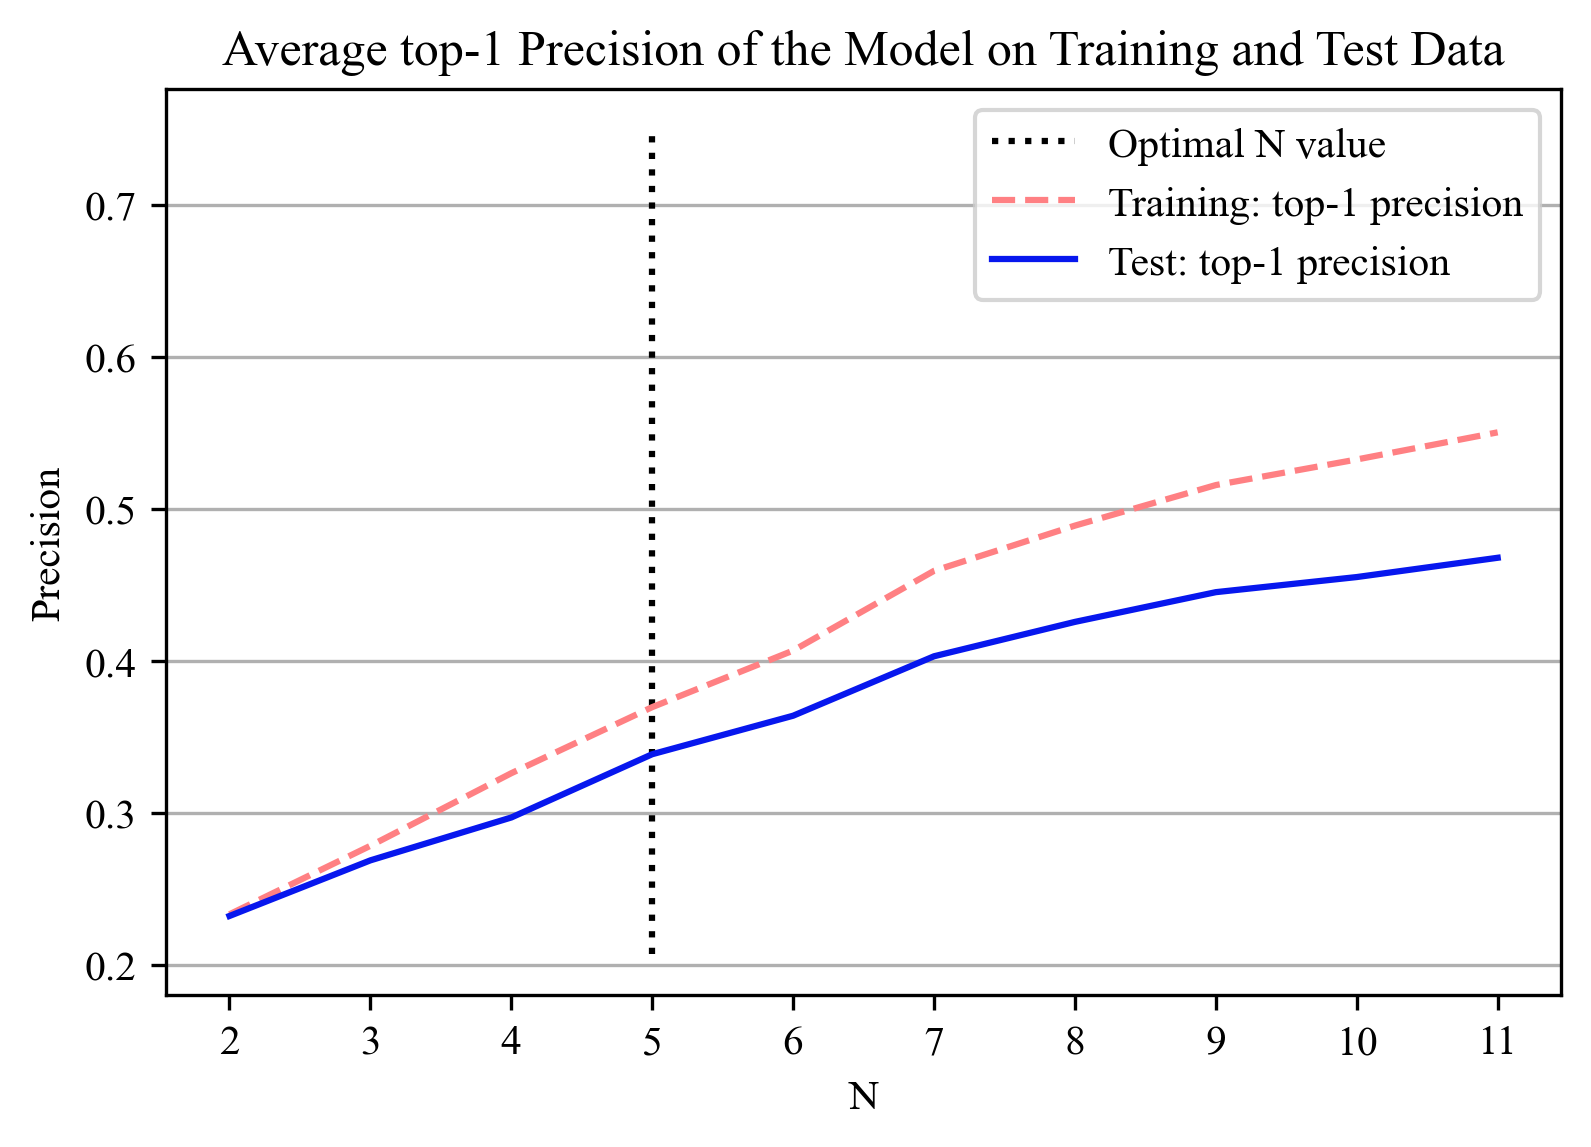 Average top-1 Precision of the Model on Training and Test Data
Optimal N value
Training: top-1 precision
Test: top-1 precision
Precision
0.7
0.6
0.5
0.4
0.3
0.2
2 3 4 5 6 7 8 9 10 11
N